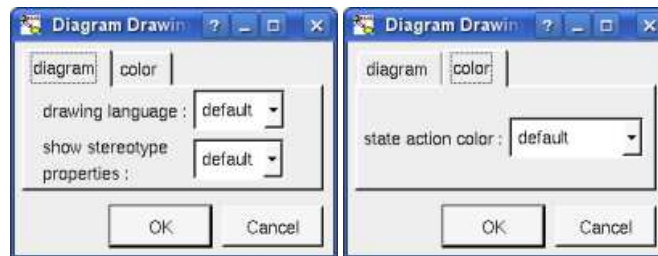 Diagram Drawin ?
diagram color
drawing language : default
show stereotype
properties : default
OK Cancel
Diagram Drawin ?
diagram color
state action color : default
OK Cancel